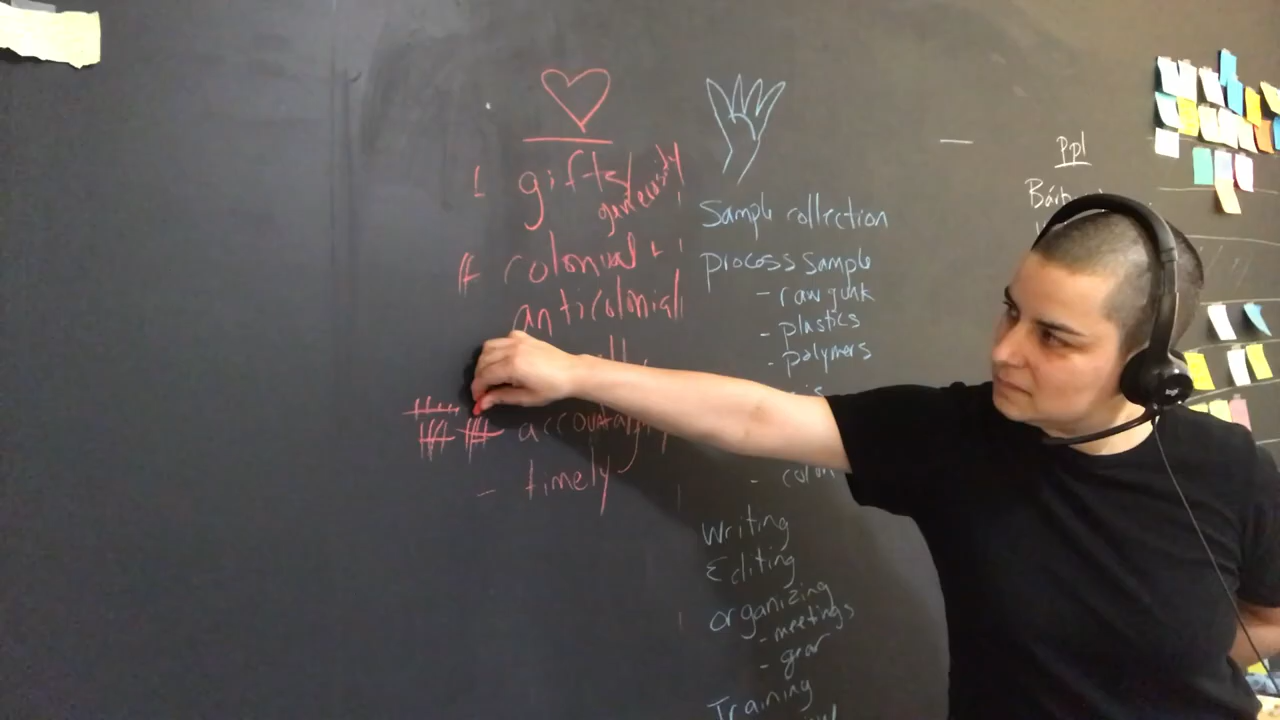 gifts/
generosity
colonial +
anticolonial
accountability
- timely
Sample collection
process sample
- raw gunk
- plastics
- polymers
Writing
Editing
organizing
- meetings
- gear
Training
Ppl